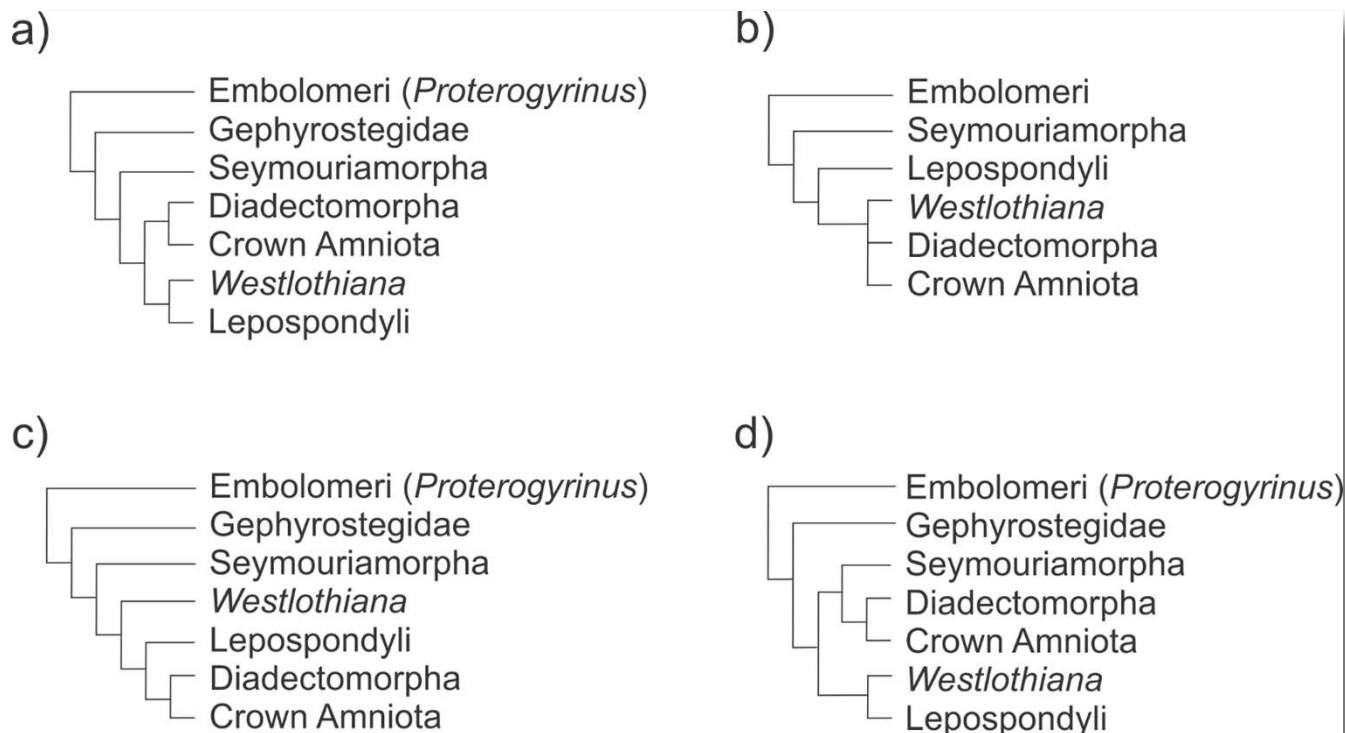 a)
Embolomeri (Proterogyrinus)
Gephyrostegidae
Seymouriamorpha
Diadectomorpha
Crown Amniota
Westlothiana
Lepospondyli
b)
Embolomeri
Seymouriamorpha
Lepospondyli
Westlothiana
Diadectomorpha
Crown Amniota
c)
Embolomeri (Proterogyrinus)
Gephyrostegidae
Seymouriamorpha
Westlothiana
Lepospondyli
Diadectomorpha
Crown Amniota
d)
Embolomeri (Proterogyrinus)
Gephyrostegidae
Seymouriamorpha
Diadectomorpha
Crown Amniota
Westlothiana
Lepospondyli